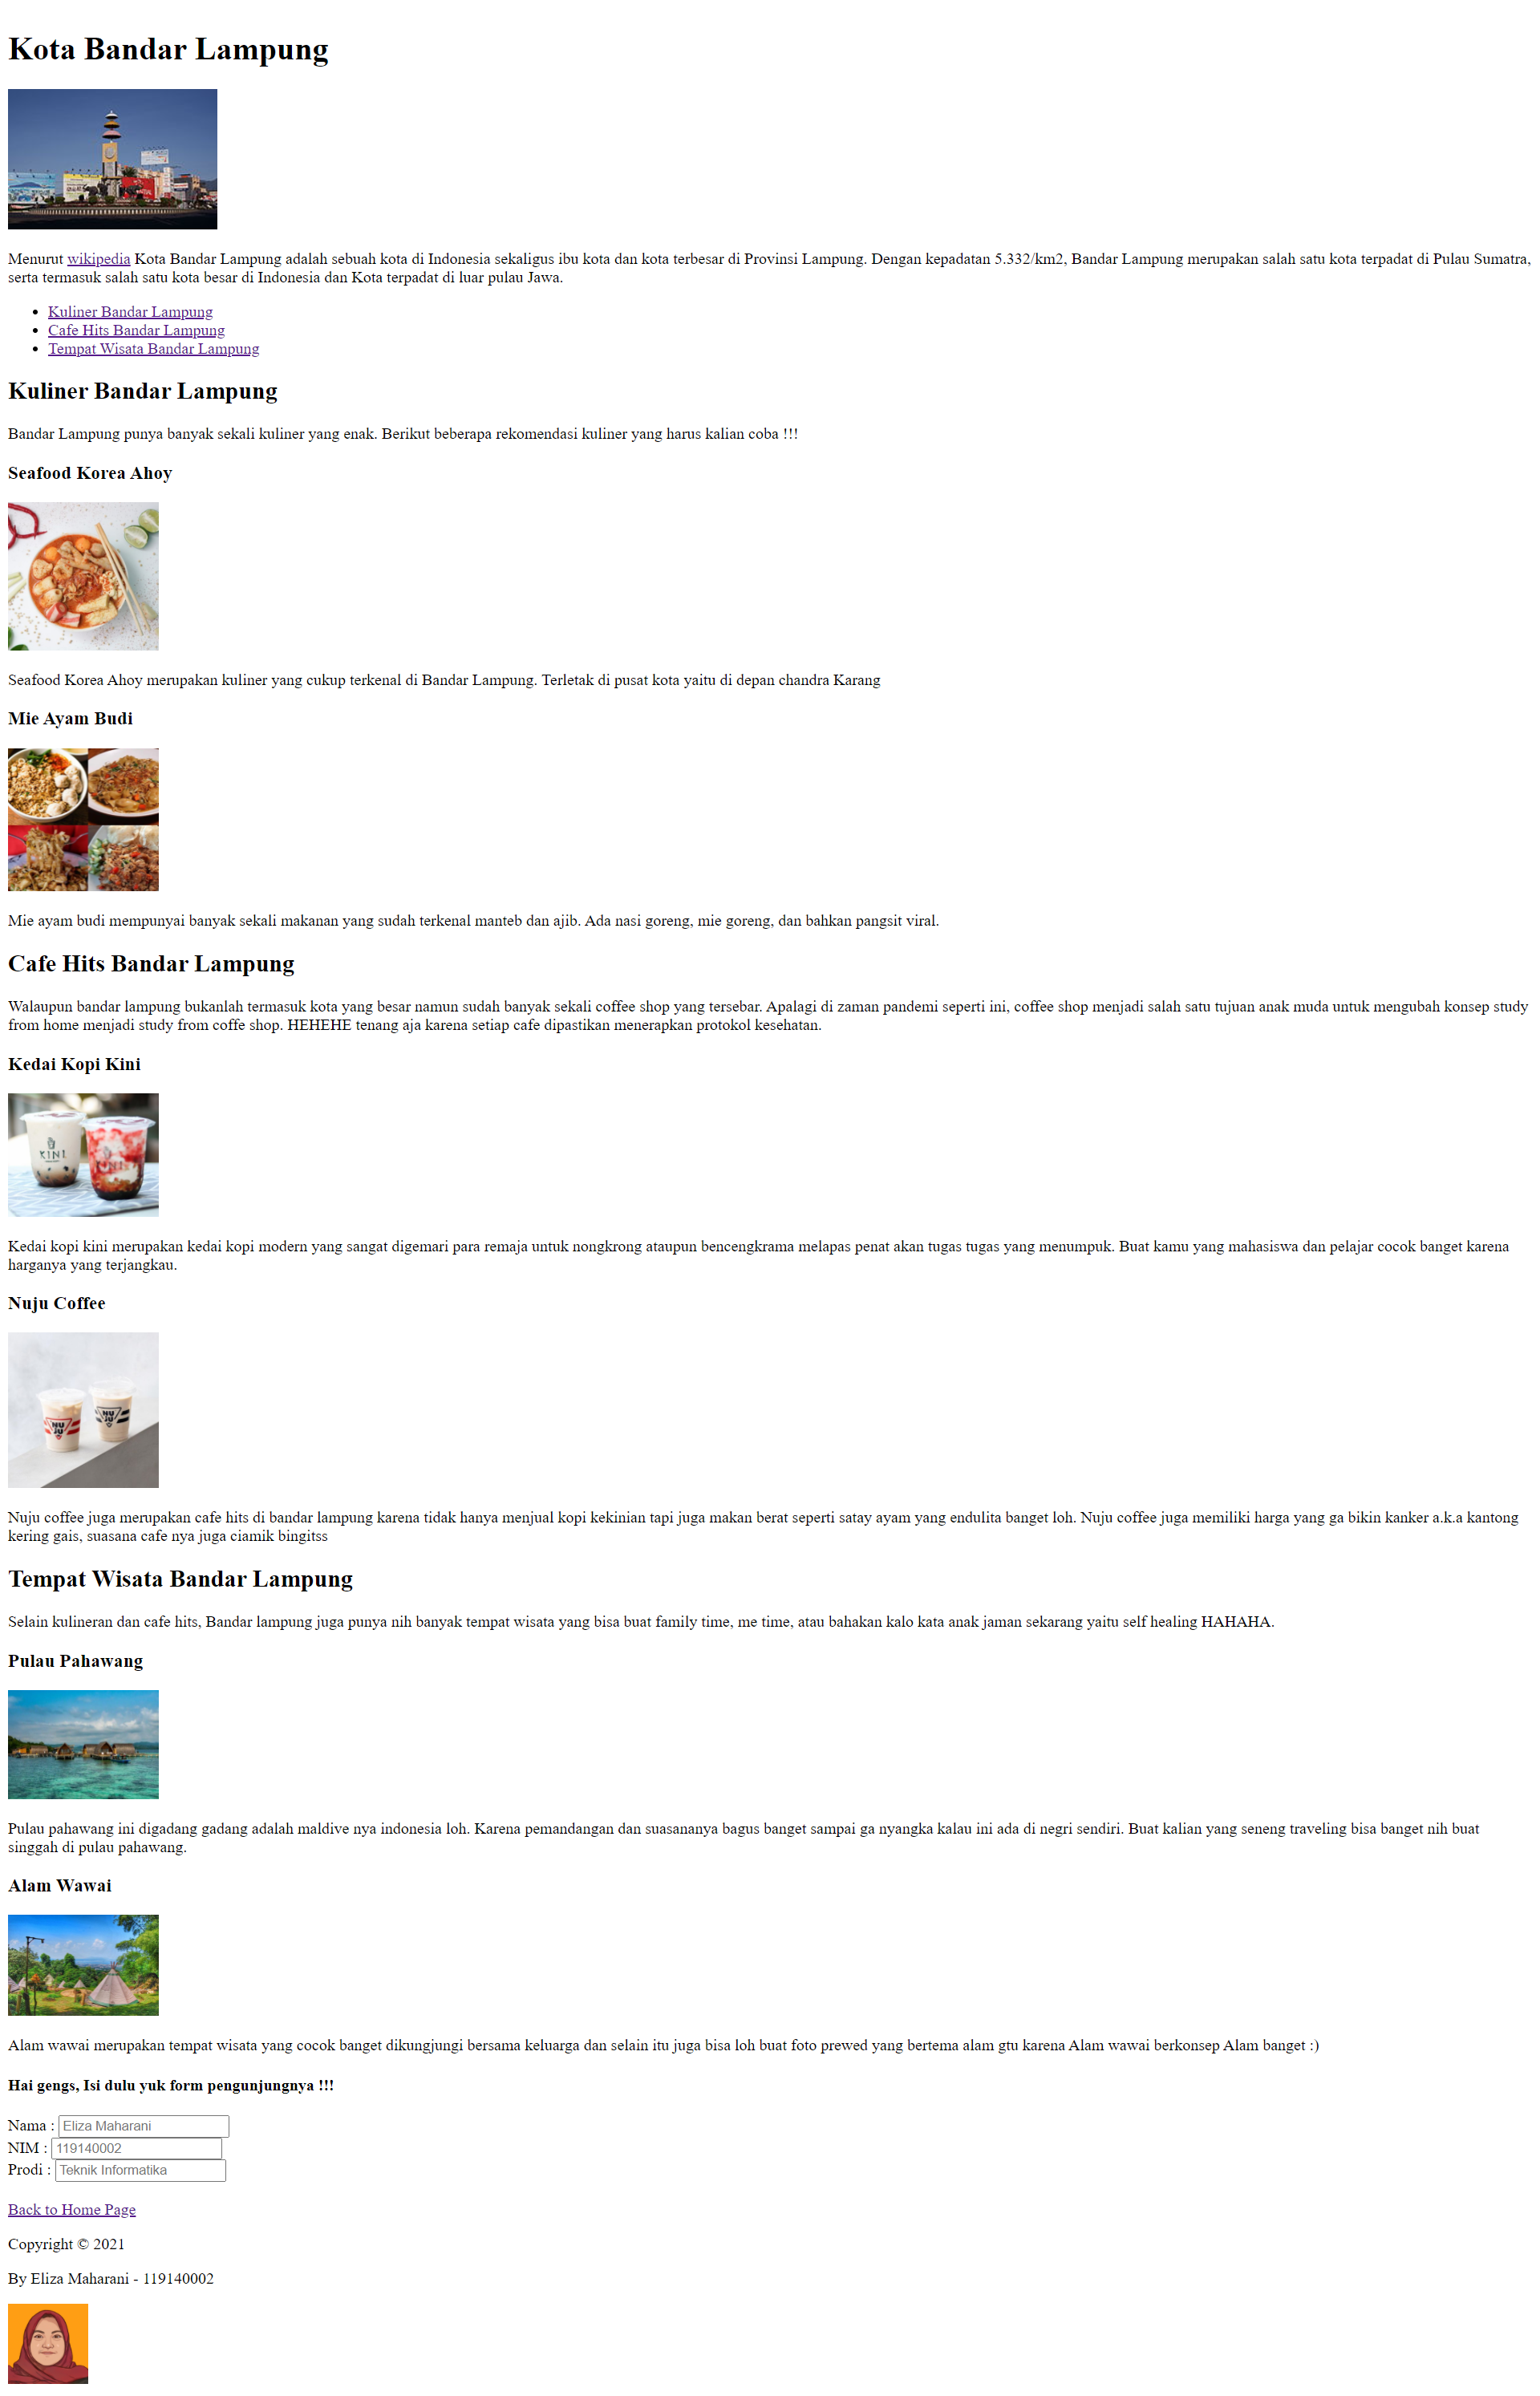 Kota Bandar Lampung
Menurut wikipedia Kota Bandar Lampung adalah sebuah kota di Indonesia sekaligus ibu kota dan kota terbesar di Provinsi Lampung. Dengan kepadatan 5.332/km2, Bandar Lampung merupakan salah satu kota terpadat di Pulau Sumatra,
serta termasuk salah satu kota besar di Indonesia dan Kota terpadat di luar pulau Jawa.
• Kuliner Bandar Lampung
• Cafe Hits Bandar Lampung
• Tempat Wisata Bandar Lampung
Kuliner Bandar Lampung
Bandar Lampung punya banyak sekali kuliner yang enak. Berikut beberapa rekomendasi kuliner yang harus kalian coba !!!
Seafood Korea Ahoy
Seafood Korea Ahoy merupakan kuliner yang cukup terkenal di Bandar Lampung. Terletak di pusat kota yaitu di depan chandra Karang
Mie Ayam Budi
Mie ayam budi mempunyai banyak sekali makanan yang sudah terkenal manteb dan ajib. Ada nasi goreng, mie goreng, dan bahkan pangsit viral.
Cafe Hits Bandar Lampung
Walaupun bandar lampung bukanlah termasuk kota yang besar namun sudah banyak sekali coffee shop yang tersebar. Apalagi di zaman pandemi seperti ini, coffee shop menjadi salah satu tujuan anak muda untuk mengubah konsep study
from home menjadi study from coffe shop. HEHEHE tenang aja karena setiap cafe dipastikan menerapkan protokol kesehatan.
Kedai Kopi Kini
KINI
KINI
Kedai kopi kini merupakan kedai kopi modern yang sangat digemari para remaja untuk nongkrong ataupun bencengkrama melapas penat akan tugas tugas yang menumpuk. Buat kamu yang mahasiswa dan pelajar cocok banget karena
harganya yang terjangkau.
Nuju Coffee
NU
JU
NU
JU
Nuju coffee juga merupakan cafe hits di bandar lampung karena tidak hanya menjual kopi kekinian tapi juga makan berat seperti satay ayam yang endulita banget loh. Nuju coffee juga memiliki harga yang ga bikin kanker a.k.a kantong
kering gais, suasana cafe nya juga ciamik bingitss
Tempat Wisata Bandar Lampung
Selain kulineran dan cafe hits, Bandar lampung juga punya nih banyak tempat wisata yang bisa buat family time, me time, atau bahakan kalo kata anak jaman sekarang yaitu self healing HAHAHA.
Pulau Pahawang
Pulau pahawang ini digadang gadang adalah maldive nya indonesia loh. Karena pemandangan dan suasananya bagus banget sampai ga nyangka kalau ini ada di negri sendiri. Buat kalian yang seneng traveling bisa banget nih buat
singgah di pulau pahawang.
Alam Wawai
Alam wawai merupakan tempat wisata yang cocok banget dikungjungi bersama keluarga dan selain itu juga bisa loh buat foto prewed yang bertema alam gtu karena Alam wawai berkonsep Alam banget :)
Hai gengs, Isi dulu yuk form pengunjungnya !!!
Nama : Eliza Maharani
NIM : 119140002
Prodi : Teknik Informatika
Back to Home Page
Copyright © 2021
By Eliza Maharani - 119140002